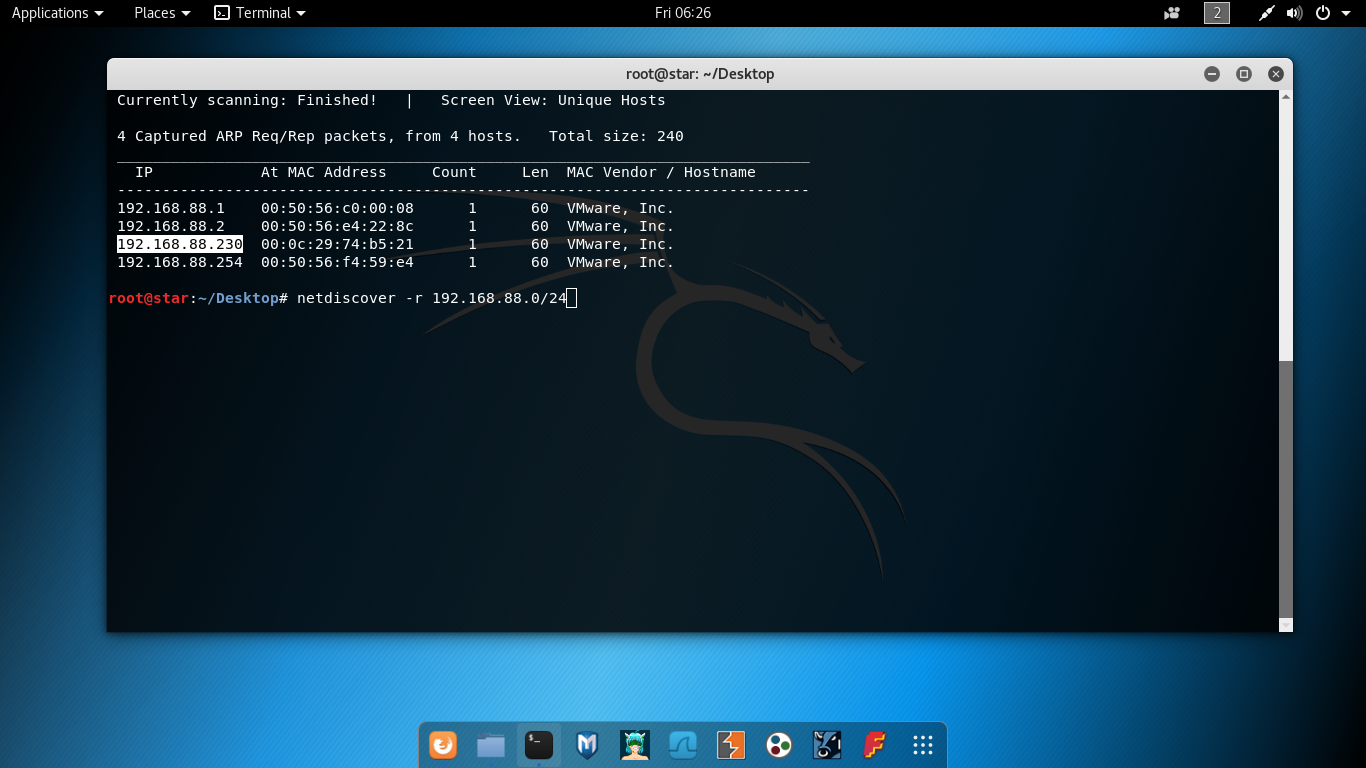 Applications Places Terminal Fri 06:26 2
root@star: ~/Desktop
Currently scanning: Finished!   |   Screen View: Unique Hosts
4 Captured ARP Req/Rep packets, from 4 hosts.   Total size: 240
_____________________________________________________________________________
IP            At MAC Address     Count     Len  MAC Vendor / Hostname
-----------------------------------------------------------------------------
192.168.88.1    00:50:56:c0:00:08      1      60  VMware, Inc.
192.168.88.2    00:50:56:e4:22:8c      1      60  VMware, Inc.
192.168.88.230  00:0c:29:74:b5:21      1      60  VMware, Inc.
192.168.88.254  00:50:56:f4:59:e4      1      60  VMware, Inc.
root@star:~/Desktop# netdiscover -r 192.168.88.0/24